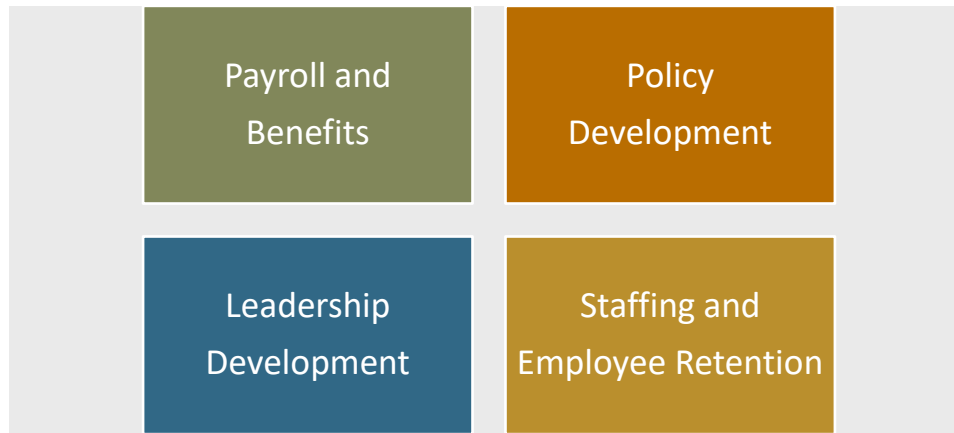 Payroll and
Benefits
Policy
Development
Leadership
Development
Staffing and
Employee Retention